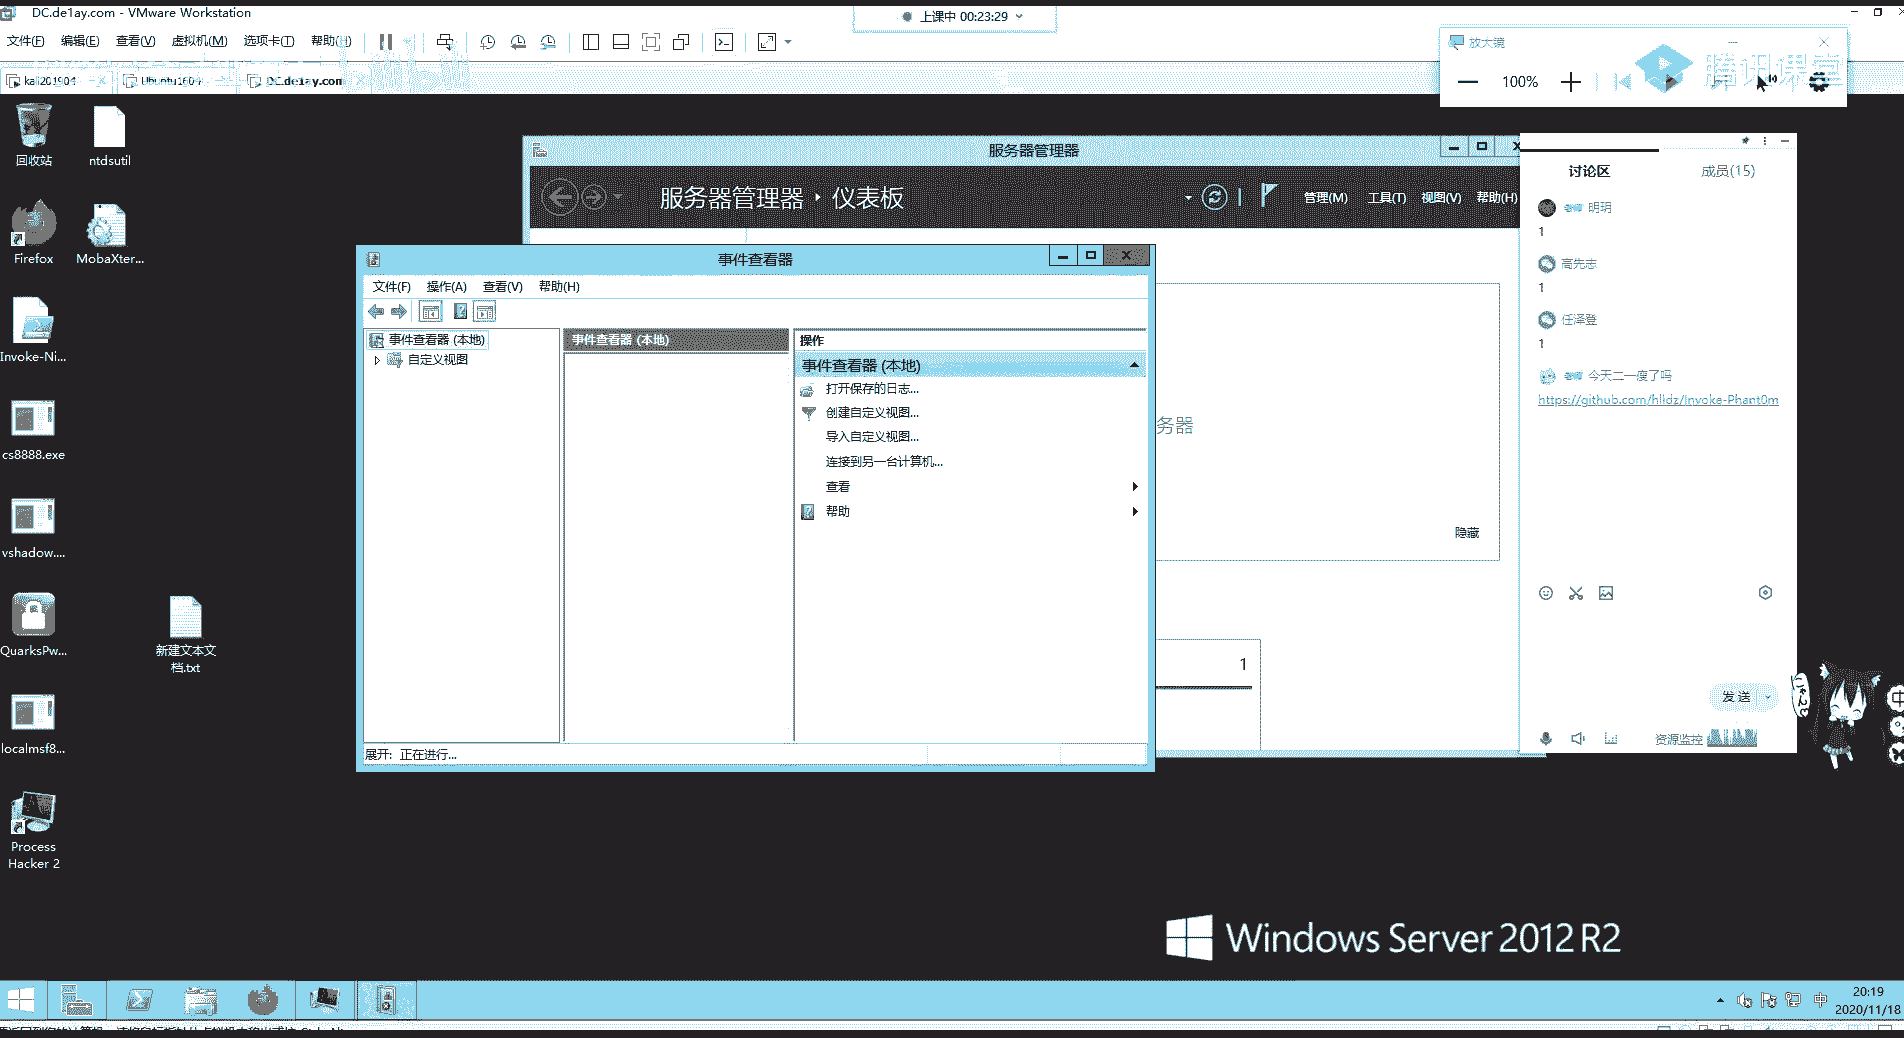 DC.de1ay.com - VMware Workstation
上课中 00:23:29
文件(F) 编辑(E) 查看(V) 虚拟机(M) 选项卡(T) 帮助(H)
放大镜
100%
腾讯课堂
kali201904
Ubuntu1604
DC.de1ay.com
回收站
ntdsutil
Firefox
MobaXter...
Invoke-Ni...
cs8888.exe
vshadow....
QuarksPw...
新建文本文
档.txt
localmsf8...
Process
Hacker 2
服务器管理器
服务器管理器 仪表板
管理(M) 工具(T) 视图(V) 帮助(H)
务器
隐藏
1
事件查看器
文件(F) 操作(A) 查看(V) 帮助(H)
事件查看器 (本地)
自定义视图
事件查看器 (本地)
操作
事件查看器 (本地)
打开保存的日志...
创建自定义视图...
导入自定义视图...
连接到另一台计算机...
查看
帮助
展开: 正在进行...
讨论区 成员(15)
明玥
1
高先志
1
任泽登
1
今天二一度了吗
https://github.com/hlldz/Invoke-Phant0m
发送
资源监控
Windows Server 2012 R2
中
20:19
2020/11/18